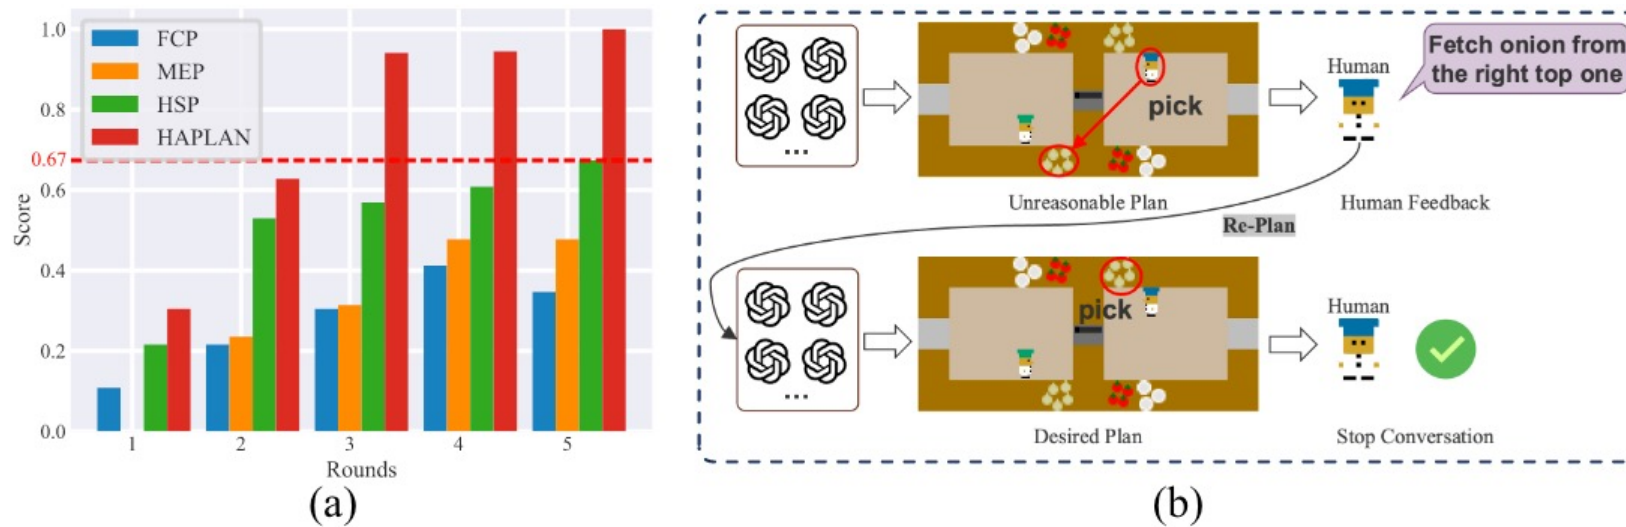 1.0
0.8
0.67
0.6
0.4
0.2
0.0
Score
FCP
MEP
HSP
HAPLAN
1 2 3 4 5
Rounds
(a)
...
pick
Unreasonable Plan
Human
Fetch onion from
the right top one
Human Feedback
Re-Plan
...
pick
Desired Plan
Human
Stop Conversation
(b)